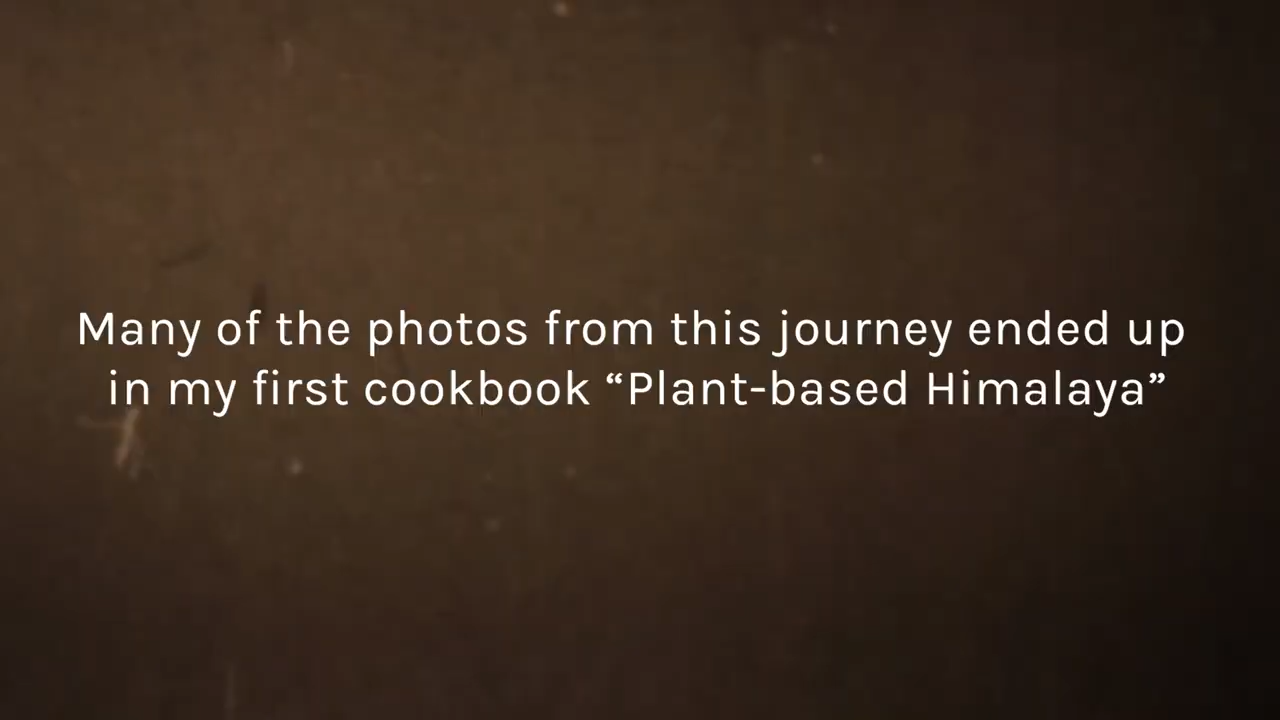 Many of the photos from this journey ended up
in my first cookbook “Plant-based Himalaya”